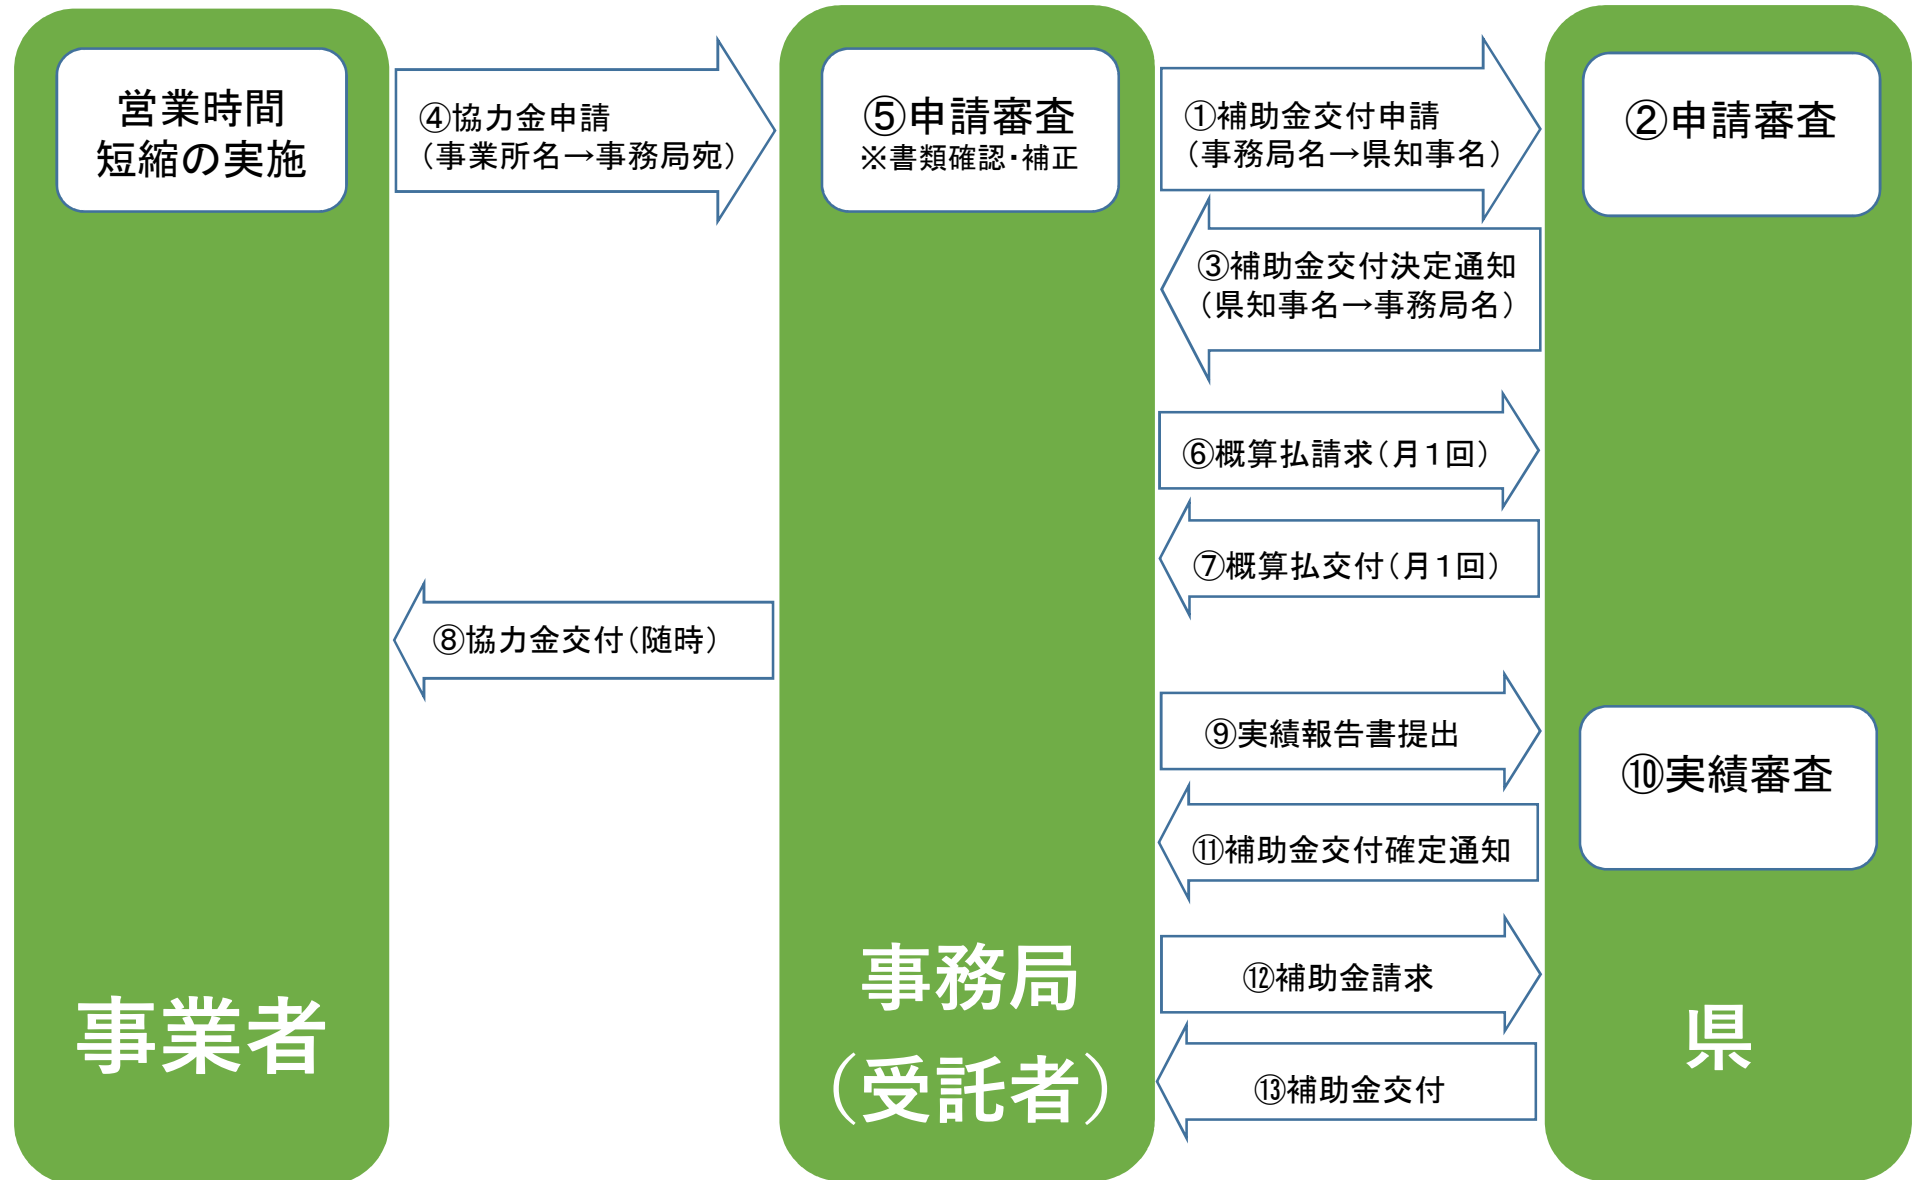 営業時間
短縮の実施
④協力金申請
（事業所名→事務局宛）
⑤申請審査
※書類確認・補正
①補助金交付申請
（事務局名→県知事名）
②申請審査
③補助金交付決定通知
（県知事名→事務局名）
⑥概算払請求（月１回）
⑦概算払交付（月１回）
⑧協力金交付（随時）
⑨実績報告書提出
⑩実績審査
⑪補助金交付確定通知
⑫補助金請求
⑬補助金交付
事業者
事務局
（受託者）
県